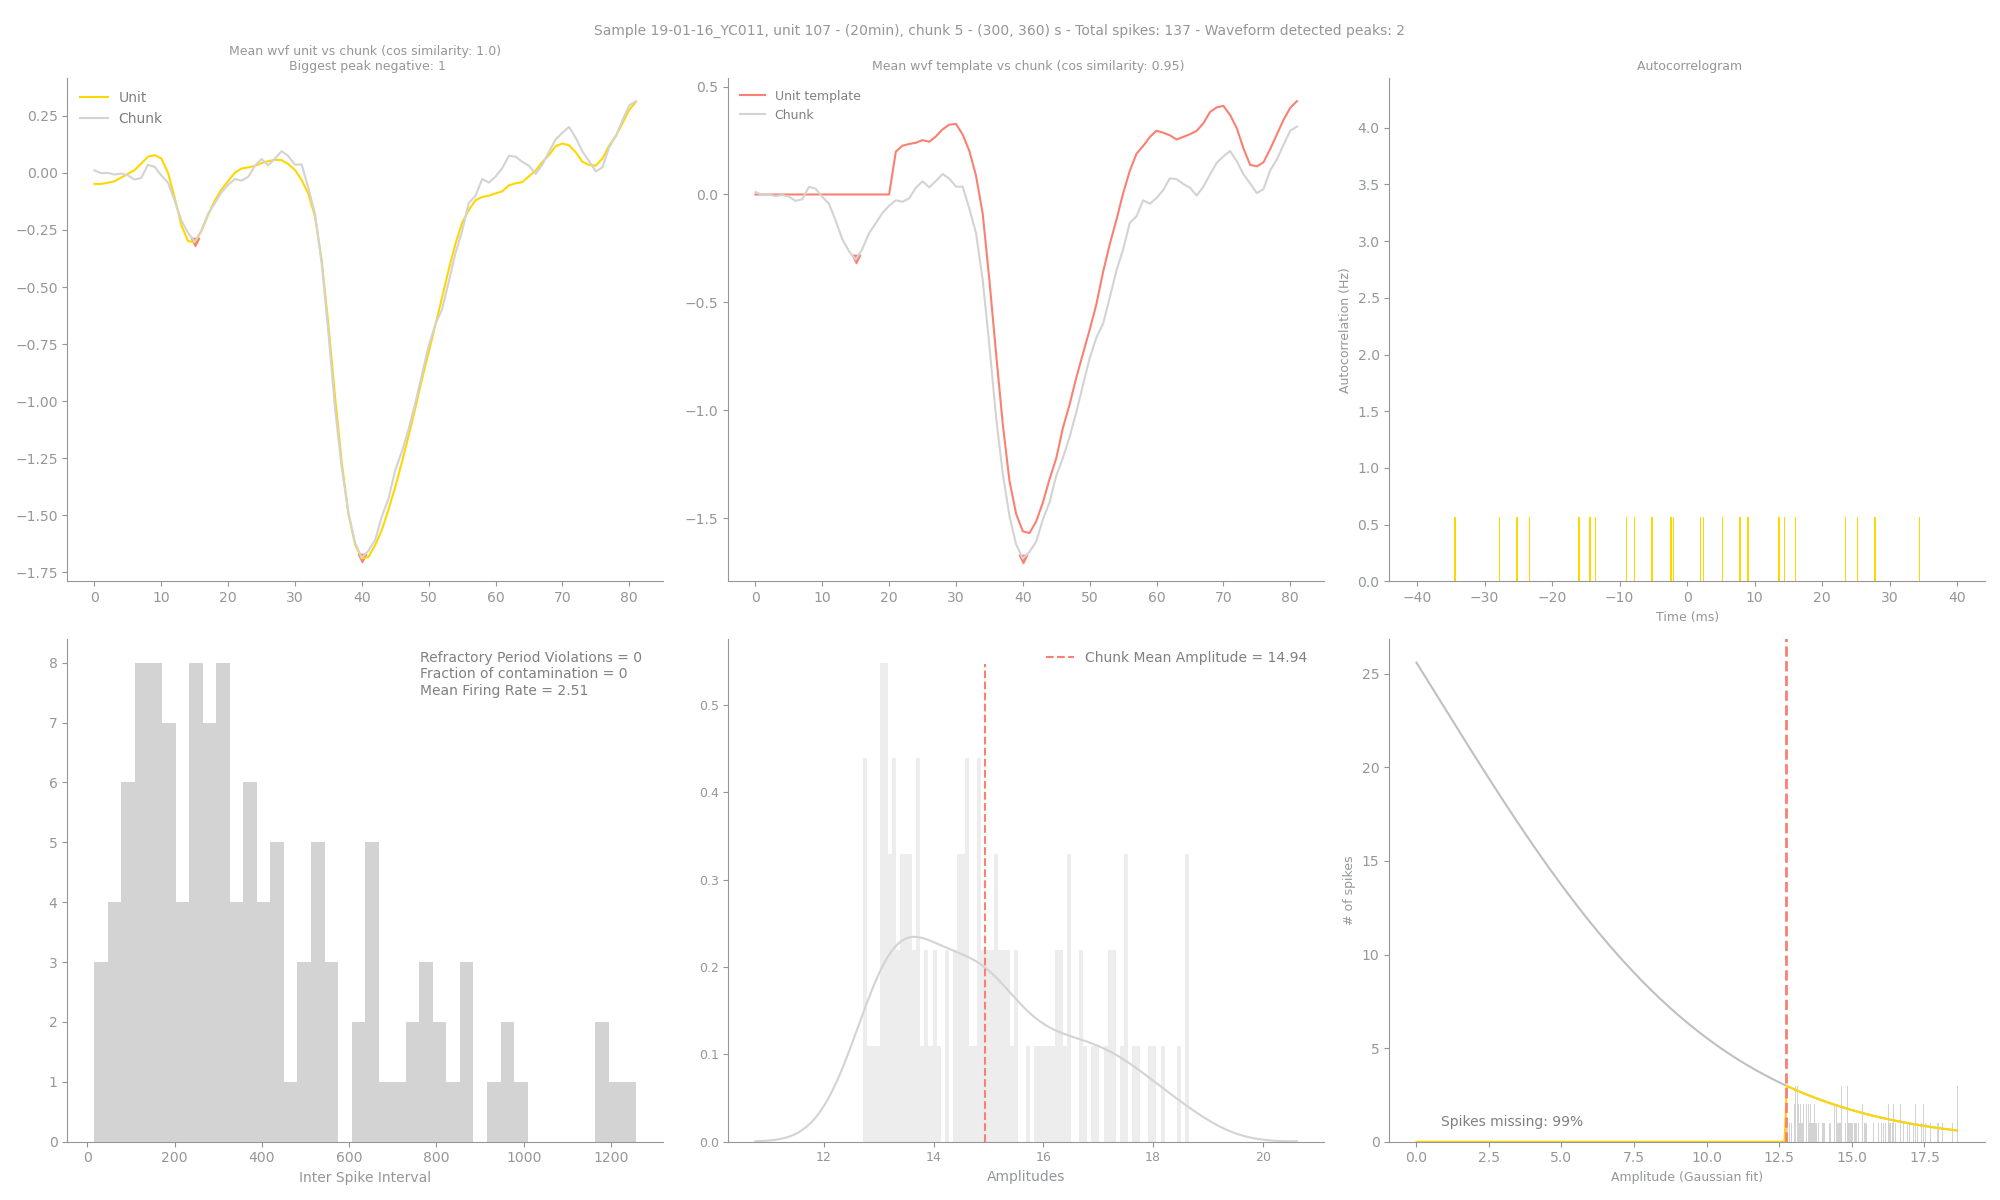 Sample 19-01-16_YC011, unit 107 - (20min), chunk 5 - (300, 360) s - Total spikes: 137 - Waveform detected peaks: 2
Mean wvf unit vs chunk (cos similarity: 1.0)
Biggest peak negative: 1
Unit
Chunk
0.25
0.00
−0.25
−0.50
−0.75
−1.00
−1.25
−1.50
−1.75
0 10 20 30 40 50 60 70 80
Mean wvf template vs chunk (cos similarity: 0.95)
Unit template
Chunk
0.5
0.0
−0.5
−1.0
−1.5
0 10 20 30 40 50 60 70 80
Autocorrelogram
Autocorrelation (Hz)
4.0
3.5
3.0
2.5
2.0
1.5
1.0
0.5
0.0
−40 −30 −20 −10 0 10 20 30 40
Time (ms)
Refractory Period Violations = 0
Fraction of contamination = 0
Mean Firing Rate = 2.51
8
7
6
5
4
3
2
1
0
0 200 400 600 800 1000 1200
Inter Spike Interval
Chunk Mean Amplitude = 14.94
0.5
0.4
0.3
0.2
0.1
0.0
12 14 16 18 20
Amplitudes
# of spikes
25
20
15
10
5
0
Spikes missing: 99%
0.0 2.5 5.0 7.5 10.0 12.5 15.0 17.5
Amplitude (Gaussian fit)